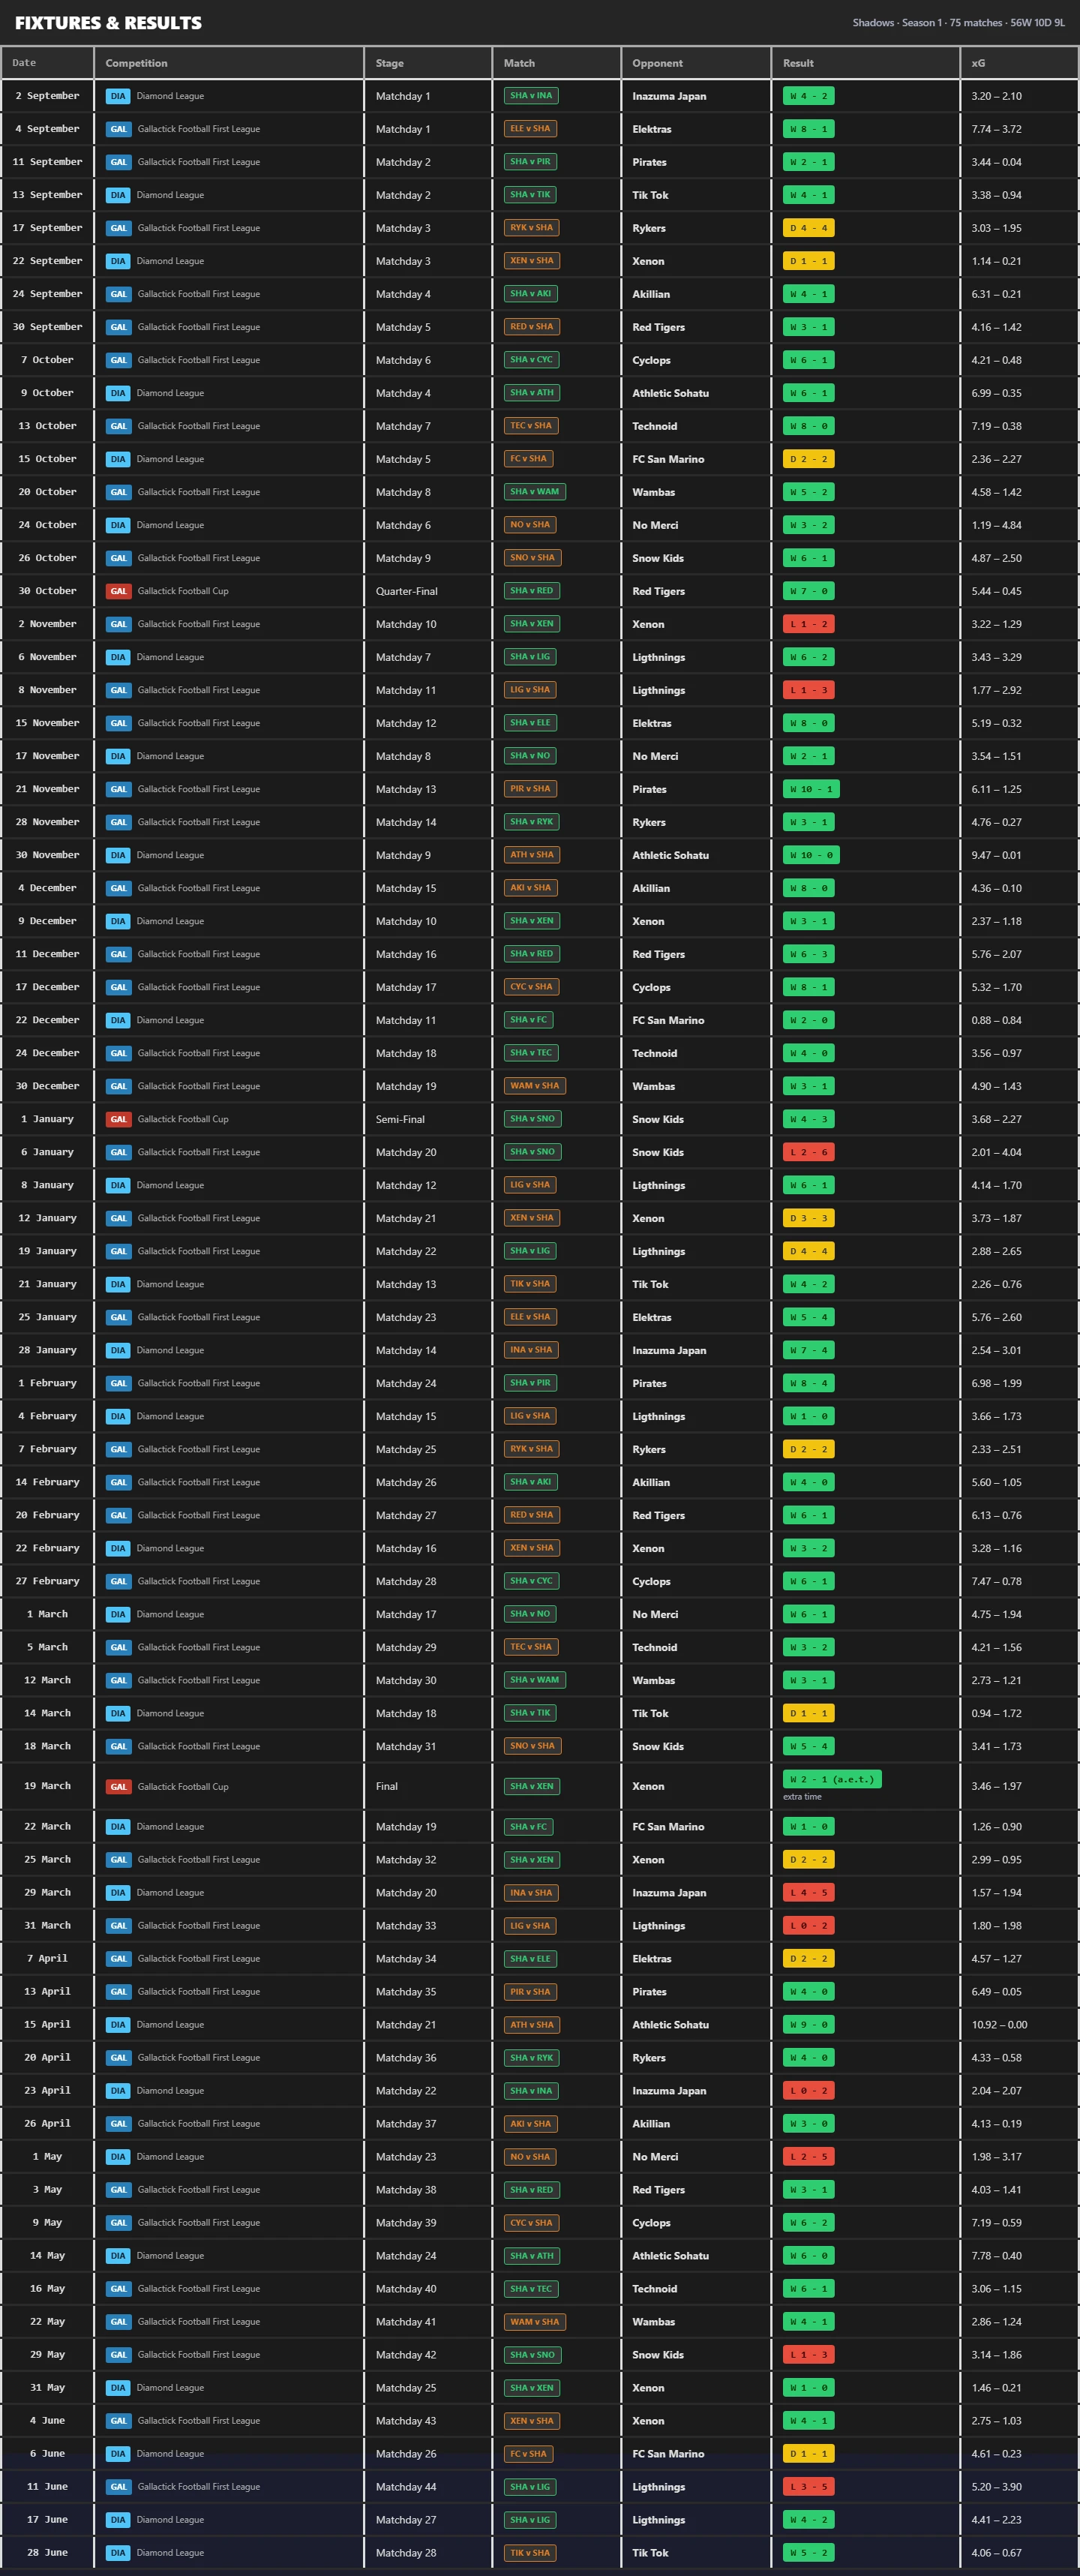 FIXTURES & RESULTS
Shadows · Season 1 · 75 matches · 56W 10D 9L
Date Competition Stage Match Opponent Result xG
2 September DIA Diamond League Matchday 1 SHA v INA Inazuma Japan W 4 - 2 3.20 – 2.10
4 September GAL Gallactick Football First League Matchday 1 ELE v SHA Elektras W 8 - 1 7.74 – 3.72
11 September GAL Gallactick Football First League Matchday 2 SHA v PIR Pirates W 2 - 1 3.44 – 0.04
13 September DIA Diamond League Matchday 2 SHA v TIK Tik Tok W 4 - 1 3.38 – 0.94
17 September GAL Gallactick Football First League Matchday 3 RYK v SHA Rykers D 4 - 4 3.03 – 1.95
22 September DIA Diamond League Matchday 3 XEN v SHA Xenon D 1 - 1 1.14 – 0.21
24 September GAL Gallactick Football First League Matchday 4 SHA v AKI Akillian W 4 - 1 6.31 – 0.21
30 September GAL Gallactick Football First League Matchday 5 RED v SHA Red Tigers W 3 - 1 4.16 – 1.42
7 October GAL Gallactick Football First League Matchday 6 SHA v CYC Cyclops W 6 - 1 4.21 – 0.48
9 October DIA Diamond League Matchday 4 SHA v ATH Athletic Sohatu W 6 - 1 6.99 – 0.35
13 October GAL Gallactick Football First League Matchday 7 TEC v SHA Technoid W 8 - 0 7.19 – 0.38
15 October DIA Diamond League Matchday 5 FC v SHA FC San Marino D 2 - 2 2.36 – 2.27
20 October GAL Gallactick Football First League Matchday 8 SHA v WAM Wambas W 5 - 2 4.58 – 1.42
24 October DIA Diamond League Matchday 6 NO v SHA No Merci W 3 - 2 1.19 – 4.84
26 October GAL Gallactick Football First League Matchday 9 SNO v SHA Snow Kids W 6 - 1 4.87 – 2.50
30 October GAL Gallactick Football Cup Quarter-Final SHA v RED Red Tigers W 7 - 0 5.44 – 0.45
2 November GAL Gallactick Football First League Matchday 10 SHA v XEN Xenon L 1 - 2 3.22 – 1.29
6 November DIA Diamond League Matchday 7 SHA v LIG Ligthnings W 6 - 2 3.43 – 3.29
8 November GAL Gallactick Football First League Matchday 11 LIG v SHA Ligthnings L 1 - 3 1.77 – 2.92
15 November GAL Gallactick Football First League Matchday 12 SHA v ELE Elektras W 8 - 0 5.19 – 0.32
17 November DIA Diamond League Matchday 8 SHA v NO No Merci W 2 - 1 3.54 – 1.51
21 November GAL Gallactick Football First League Matchday 13 PIR v SHA Pirates W 10 - 1 6.11 – 1.25
28 November GAL Gallactick Football First League Matchday 14 SHA v RYK Rykers W 3 - 1 4.76 – 0.27
30 November DIA Diamond League Matchday 9 ATH v SHA Athletic Sohatu W 10 - 0 9.47 – 0.01
4 December GAL Gallactick Football First League Matchday 15 AKI v SHA Akillian W 8 - 0 4.36 – 0.10
9 December DIA Diamond League Matchday 10 SHA v XEN Xenon W 3 - 1 2.37 – 1.18
11 December GAL Gallactick Football First League Matchday 16 SHA v RED Red Tigers W 6 - 3 5.76 – 2.07
17 December GAL Gallactick Football First League Matchday 17 CYC v SHA Cyclops W 8 - 1 5.32 – 1.70
22 December DIA Diamond League Matchday 11 SHA v FC FC San Marino W 2 - 0 0.88 – 0.84
24 December GAL Gallactick Football First League Matchday 18 SHA v TEC Technoid W 4 - 0 3.56 – 0.97
30 December GAL Gallactick Football First League Matchday 19 WAM v SHA Wambas W 3 - 1 4.90 – 1.43
1 January GAL Gallactick Football Cup Semi-Final SHA v SNO Snow Kids W 4 - 3 3.68 – 2.27
6 January GAL Gallactick Football First League Matchday 20 SHA v SNO Snow Kids L 2 - 6 2.01 – 4.04
8 January DIA Diamond League Matchday 12 LIG v SHA Ligthnings W 6 - 1 4.14 – 1.70
12 January GAL Gallactick Football First League Matchday 21 XEN v SHA Xenon D 3 - 3 3.73 – 1.87
19 January GAL Gallactick Football First League Matchday 22 SHA v LIG Ligthnings D 4 - 4 2.88 – 2.65
21 January DIA Diamond League Matchday 13 TIK v SHA Tik Tok W 4 - 2 2.26 – 0.76
25 January GAL Gallactick Football First League Matchday 23 ELE v SHA Elektras W 5 - 4 5.76 – 2.60
28 January DIA Diamond League Matchday 14 INA v SHA Inazuma Japan W 7 - 4 2.54 – 3.01
1 February GAL Gallactick Football First League Matchday 24 SHA v PIR Pirates W 8 - 4 6.98 – 1.99
4 February DIA Diamond League Matchday 15 LIG v SHA Ligthnings W 1 - 0 3.66 – 1.73
7 February GAL Gallactick Football First League Matchday 25 RYK v SHA Rykers D 2 - 2 2.33 – 2.51
14 February GAL Gallactick Football First League Matchday 26 SHA v AKI Akillian W 4 - 0 5.60 – 1.05
20 February GAL Gallactick Football First League Matchday 27 RED v SHA Red Tigers W 6 - 1 6.13 – 0.76
22 February DIA Diamond League Matchday 16 XEN v SHA Xenon W 3 - 2 3.28 – 1.16
27 February GAL Gallactick Football First League Matchday 28 SHA v CYC Cyclops W 6 - 1 7.47 – 0.78
1 March DIA Diamond League Matchday 17 SHA v NO No Merci W 6 - 1 4.75 – 1.94
5 March GAL Gallactick Football First League Matchday 29 TEC v SHA Technoid W 3 - 2 4.21 – 1.56
12 March GAL Gallactick Football First League Matchday 30 SHA v WAM Wambas W 3 - 1 2.73 – 1.21
14 March DIA Diamond League Matchday 18 SHA v TIK Tik Tok D 1 - 1 0.94 – 1.72
18 March GAL Gallactick Football First League Matchday 31 SNO v SHA Snow Kids W 5 - 4 3.41 – 1.73
19 March GAL Gallactick Football Cup Final SHA v XEN Xenon W 2 - 1 (a.e.t.) 3.46 – 1.97
extra time
22 March DIA Diamond League Matchday 19 SHA v FC FC San Marino W 1 - 0 1.26 – 0.90
25 March GAL Gallactick Football First League Matchday 32 SHA v XEN Xenon D 2 - 2 2.99 – 0.95
29 March DIA Diamond League Matchday 20 INA v SHA Inazuma Japan L 4 - 5 1.57 – 1.94
31 March GAL Gallactick Football First League Matchday 33 LIG v SHA Ligthnings L 0 - 2 1.80 – 1.98
7 April GAL Gallactick Football First League Matchday 34 SHA v ELE Elektras D 2 - 2 4.57 – 1.27
13 April GAL Gallactick Football First League Matchday 35 PIR v SHA Pirates W 4 - 0 6.49 – 0.05
15 April DIA Diamond League Matchday 21 ATH v SHA Athletic Sohatu W 9 - 0 10.92 – 0.00
20 April GAL Gallactick Football First League Matchday 36 SHA v RYK Rykers W 4 - 0 4.33 – 0.58
23 April DIA Diamond League Matchday 22 SHA v INA Inazuma Japan L 0 - 2 2.04 – 2.07
26 April GAL Gallactick Football First League Matchday 37 AKI v SHA Akillian W 3 - 0 4.13 – 0.19
1 May DIA Diamond League Matchday 23 NO v SHA No Merci L 2 - 5 1.98 – 3.17
3 May GAL Gallactick Football First League Matchday 38 SHA v RED Red Tigers W 3 - 1 4.03 – 1.41
9 May GAL Gallactick Football First League Matchday 39 CYC v SHA Cyclops W 6 - 2 7.19 – 0.59
14 May DIA Diamond League Matchday 24 SHA v ATH Athletic Sohatu W 6 - 0 7.78 – 0.40
16 May GAL Gallactick Football First League Matchday 40 SHA v TEC Technoid W 6 - 1 3.06 – 1.15
22 May GAL Gallactick Football First League Matchday 41 WAM v SHA Wambas W 4 - 1 2.86 – 1.24
29 May GAL Gallactick Football First League Matchday 42 SHA v SNO Snow Kids L 1 - 3 3.14 – 1.86
31 May DIA Diamond League Matchday 25 SHA v XEN Xenon W 1 - 0 1.46 – 0.21
4 June GAL Gallactick Football First League Matchday 43 XEN v SHA Xenon W 4 - 1 2.75 – 1.03
6 June DIA Diamond League Matchday 26 FC v SHA FC San Marino D 1 - 1 4.61 – 0.23
11 June GAL Gallactick Football First League Matchday 44 SHA v LIG Ligthnings L 3 - 5 5.20 – 3.90
17 June DIA Diamond League Matchday 27 SHA v LIG Ligthnings W 4 - 2 4.41 – 2.23
28 June DIA Diamond League Matchday 28 TIK v SHA Tik Tok W 5 - 2 4.06 – 0.67